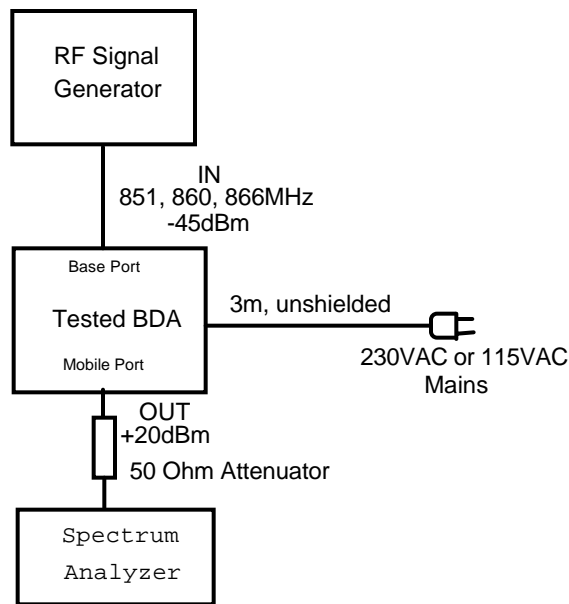 RF Signal
Generator
IN
851, 860, 866MHz
-45dBm
Base Port
Tested BDA
Mobile Port
3m, unshielded
230VAC or 115VAC
Mains
OUT
+20dBm
50 Ohm Attenuator
Spectrum
Analyzer